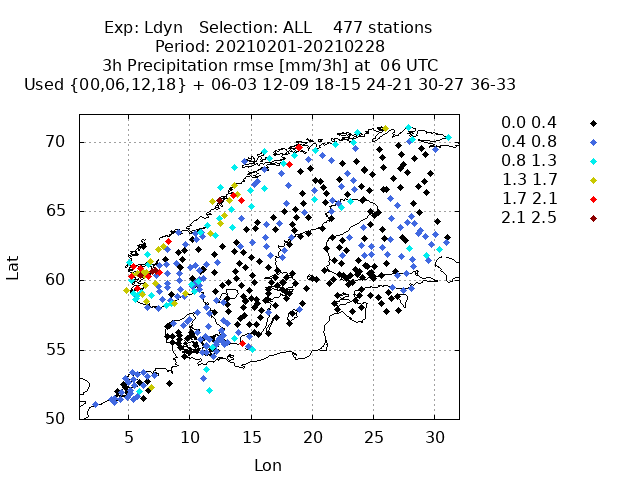 Exp: Ldyn   Selection: ALL    477 stations
Period: 20210201-20210228
3h Precipitation rmse [mm/3h] at  06 UTC
Used {00,06,12,18} + 06-03 12-09 18-15 24-21 30-27 36-33
0.0 0.4
0.4 0.8
0.8 1.3
1.3 1.7
1.7 2.1
2.1 2.5
70
65
60
55
50
Lat
5
10
15
20
25
30
Lon